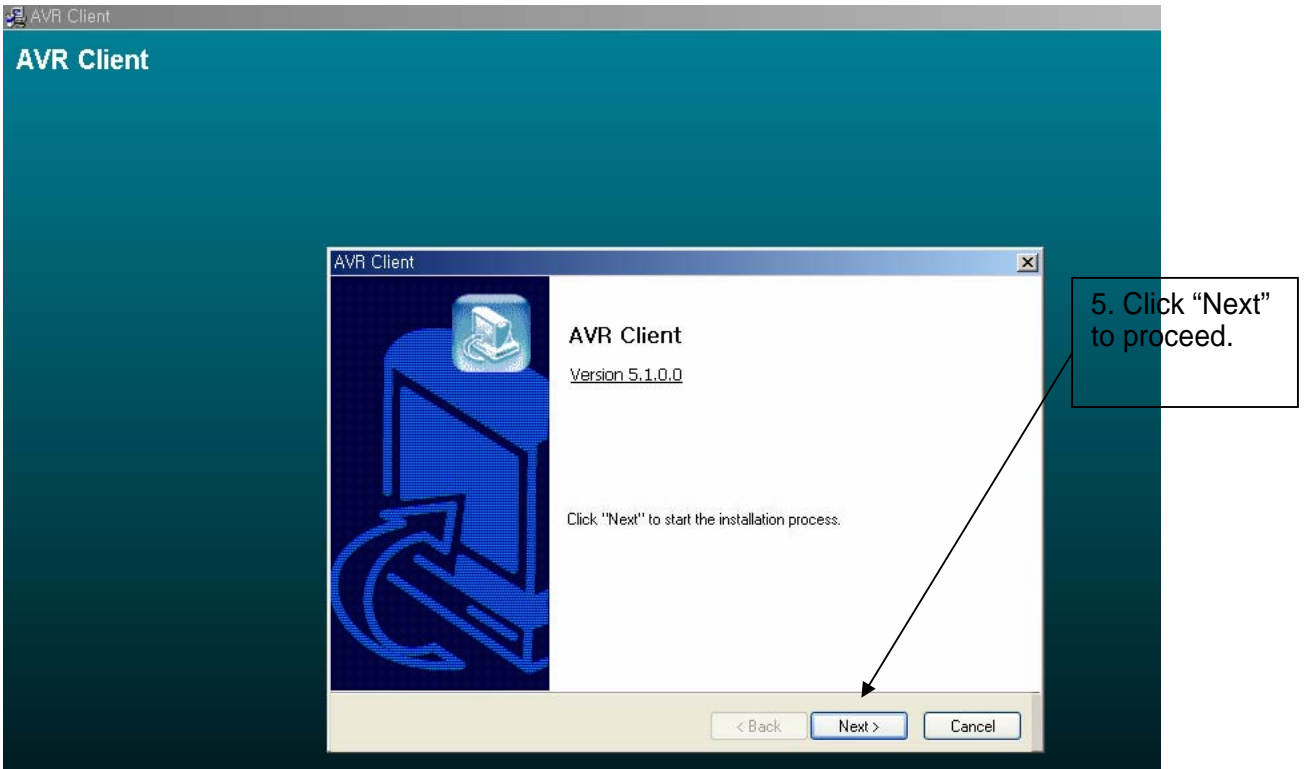 AVR Client
AVR Client
AVR Client
AVR Client
Version 5.1.0.0
Click "Next" to start the installation process.
< Back
Next >
Cancel
5. Click “Next”
to proceed.